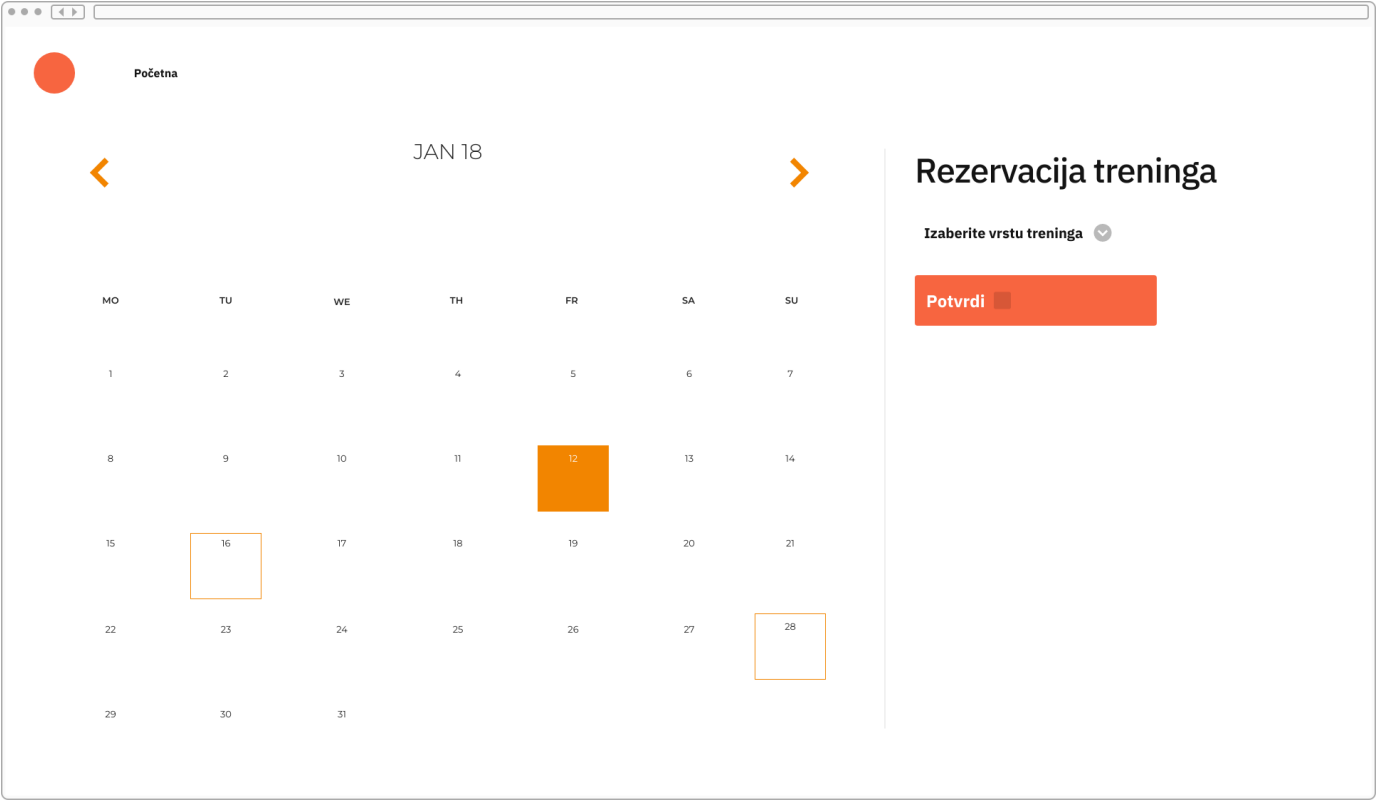 Početna
JAN 18
MO TU WE TH FR SA SU
1 2 3 4 5 6 7
8 9 10 11 12 13 14
15 16 17 18 19 20 21
22 23 24 25 26 27 28
29 30 31
Rezervacija treninga
Izaberite vrstu treninga
Potvrdi